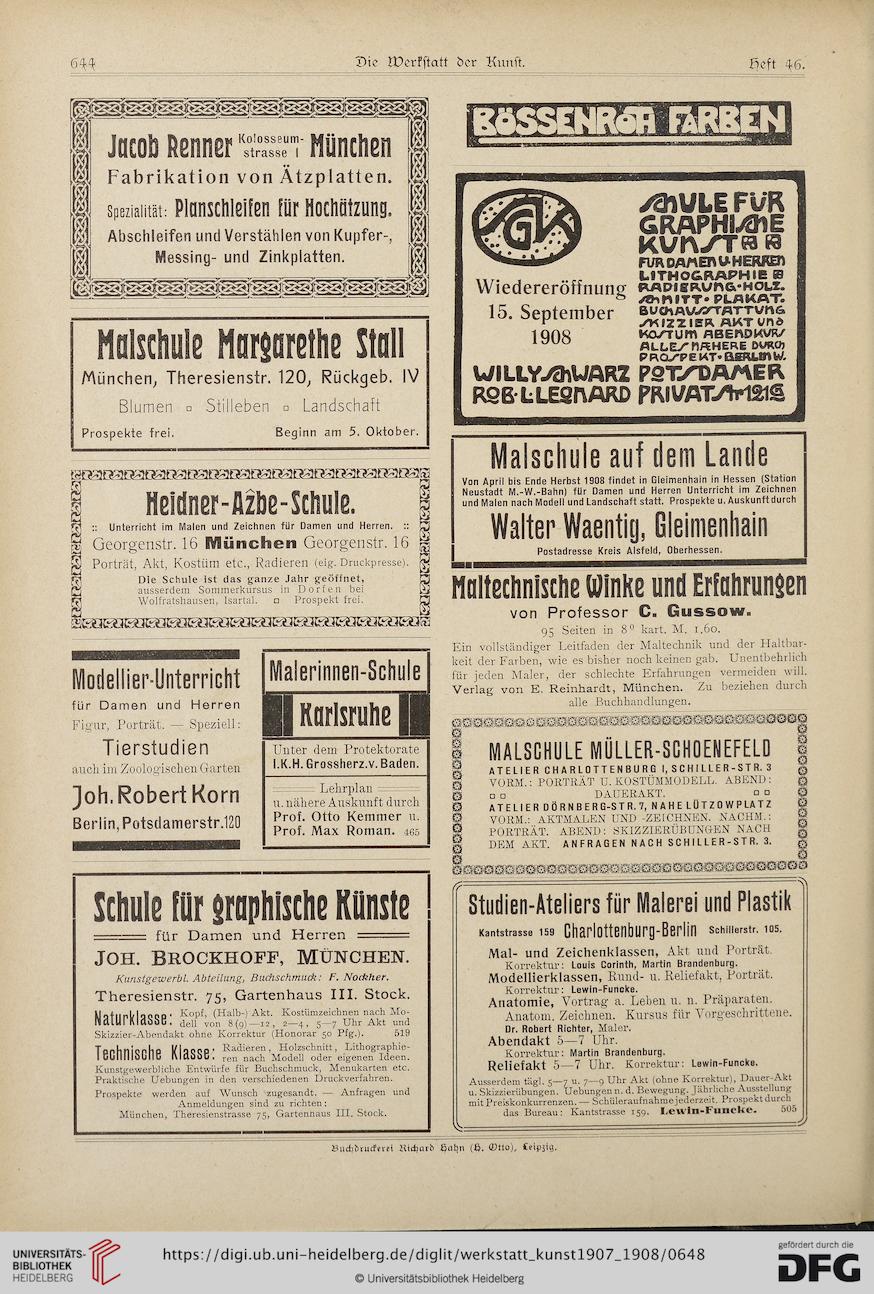 644
Die Werkstatt der Kunst.
Heft 46.
Jacob Renner Kolosseum-strasse I München
Fabrikation von Ätzplatten.
Spezialität: Planschleifen für Hochätzung.
Abschleifen und Verstählen von Kupfer-,
Messing- und Zinkplatten.
Malschule Margarethe Stall
München, Theresienstr. 120, Rückgeb. IV
Blumen ▫ Stilleben ▫ Landschaft
Prospekte frei. Beginn am 5. Oktober.
Heidner-Ažbe-Schule.
:: Unterricht im Malen und Zeichnen für Damen und Herren. ::
Georgenstr. 16 München Georgenstr. 16
Porträt, Akt, Kostüm etc., Radieren (eig. Druckpresse).
Die Schule ist das ganze Jahr geöffnet,
ausserdem Sommerkursus in Dorfen bei
Wolfratshausen, Isartal. ▫ Prospekt frei.
Modellier-Unterricht
für Damen und Herren
Figur, Porträt. — Speziell:
Tierstudien
auch im Zoologischen Garten
Joh. Robert Korn
Berlin, Potsdamerstr. 120
Malerinnen-Schule
Karlsruhe
Unter dem Protektorate
I.K.H. Grossherz. v. Baden.
Lehrplan
u. nähere Auskunft durch
Prof. Otto Kemmer u.
Prof. Max Roman. 465
Schule für graphische Künste
für Damen und Herren
JOH. BROCKHOFF, MÜNCHEN.
Kunstgewerbl. Abteilung, Buchschmuck: F. Nockher.
Theresienstr. 75, Gartenhaus III. Stock.
Naturklasse: Kopf, (Halb-) Akt. Kostümzeichnen nach Mo-
dell von 8(9)—12, 2—4, 5—7 Uhr Akt und
Skizzier-Abendakt ohne Korrektur (Honorar 50 Pfg.). 519
Technische Klasse: Radieren, Holzschnitt, Lithographie-
ren nach Modell oder eigenen Ideen.
Kunstgewerbliche Entwürfe für Buchschmuck, Menukarten etc.
Praktische Uebungen in den verschiedenen Druckverfahren.
Prospekte werden auf Wunsch zugesandt. — Anfragen und
Anmeldungen sind zu richten:
München, Theresienstrasse 75, Gartenhaus III. Stock.
BÖSSENROTH FARBEN
SGK
Wiedereröffnung
15. September
1908
SCHULE FÜR
GRAPHISCHE
KUNST
FÜR DAMEN U. HERREN
LITHOGRAPHIE
RADIERUNG • HOLZ-
SCHNITT • PLAKAT-
BUCHAUSSTATTUNG
SKIZZIER AKT UND
KOSTUM ABENDKURS
ALLES NÆHERE DURCH
PROSPEKT • BERLIN W.
WILLY SCHWARZ POTSDAMER
ROB. L. LEONARD PRIVATSTR 121G
Malschule auf dem Lande
Von April bis Ende Herbst 1908 findet in Gleimenhain in Hessen (Station
Neustadt M.-W.-Bahn) für Damen und Herren Unterricht im Zeichnen
und Malen nach Modell und Landschaft statt. Prospekte u. Auskunft durch
Walter Waentig, Gleimenhain
Postadresse Kreis Alsfeld, Oberhessen.
Maltechnische Winke und Erfahrungen
von Professor C. Gussow.
95 Seiten in 8° kart. M. 1.60.
Ein vollständiger Leitfaden der Maltechnik und der Haltbar-
keit der Farben, wie es bisher noch keinen gab. Unentbehrlich
für jeden Maler, der schlechte Erfahrungen vermeiden will.
Verlag von E. Reinhardt, München. Zu beziehen durch
alle Buchhandlungen.
MALSCHULE MÜLLER-SCHOENEFELD
ATELIER CHARLOTTENBURG I, SCHILLER-STR. 3
VORM.: PORTRÄT U. KOSTÜMMODELL. ABEND:
▫ ▫ DAUERAKT. ▫ ▫
ATELIER DÖRNBERG-STR. 7, NAHE LÜTZOWPLATZ
VORM.: AKTMALEN UND -ZEICHNEN. NACHM.:
PORTRÄT. ABEND: SKIZZIERÜBUNGEN NACH
DEM AKT. ANFRAGEN NACH SCHILLER-STR. 3.
Studien-Ateliers für Malerei und Plastik
Kantstrasse 159 Charlottenburg-Berlin Schillerstr. 105.
Mal- und Zeichenklassen, Akt und Porträt.
Korrektur: Louis Corinth, Martin Brandenburg.
Modellierklassen, Rund- u. Reliefakt, Porträt.
Korrektur: Lewin-Funcke.
Anatomie, Vortrag a. Leben u. n. Präparaten.
Anatom. Zeichnen. Kursus für Vorgeschrittene.
Dr. Robert Richter, Maler.
Abendakt 5—7 Uhr.
Korrektur: Martin Brandenburg.
Reliefakt 5—7 Uhr. Korrektur: Lewin-Funcke.
Ausserdem tägl. 5—7 u. 7—9 Uhr Akt (ohne Korrektur), Dauer-Akt
u. Skizzierübungen. Uebungen n. d. Bewegung. Jährliche Ausstellung
mit Preiskonkurrenzen. — Schüleraufnahme jederzeit. Prospekt durch
das Bureau: Kantstrasse 159. Lewin-Funcke. 505
Buchdruckerei Richard Hahn (H. Otto), Leipzig.
UNIVERSITÄTS-
BIBLIOTHEK
HEIDELBERG
https://digi.ub.uni-heidelberg.de/diglit/werkstatt_kunst1907_1908/0648
© Universitätsbibliothek Heidelberg
gefördert durch die
DFG